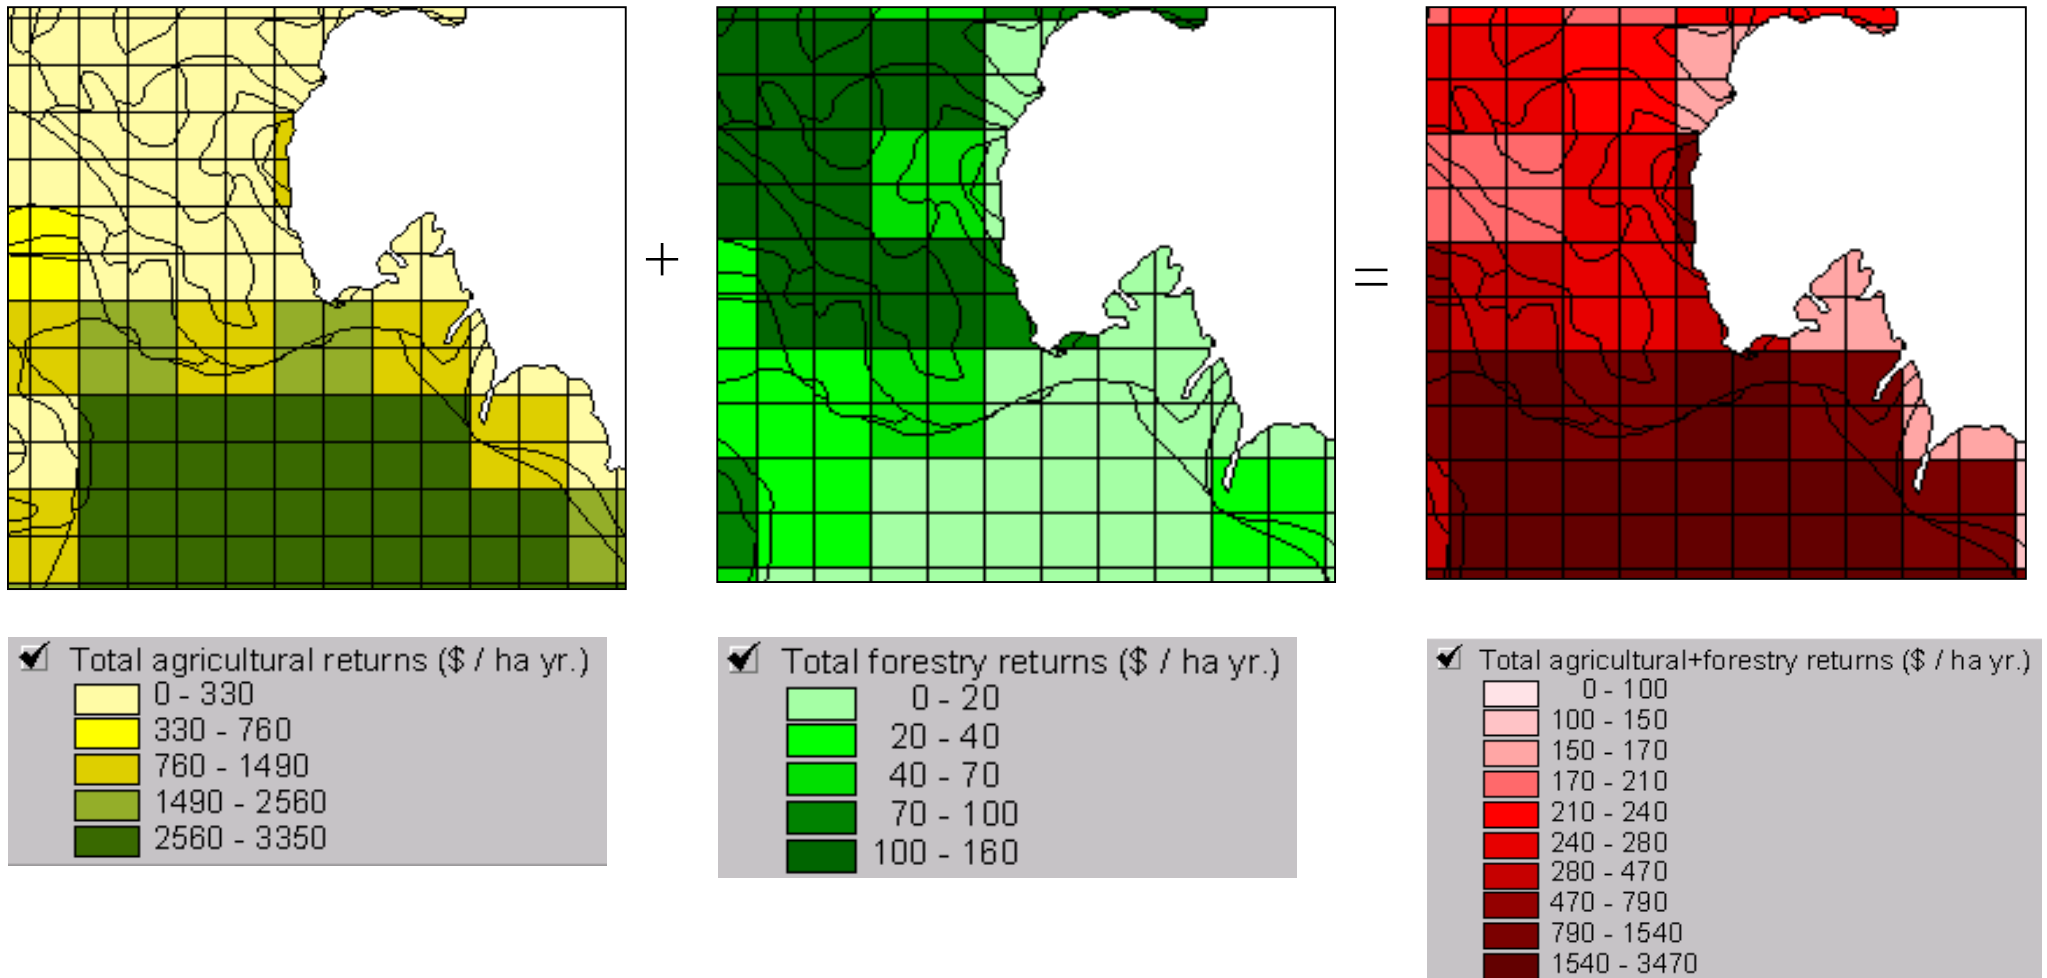 +
=
Total agricultural returns ($ / ha yr.)
0 - 330
330 - 760
760 - 1490
1490 - 2560
2560 - 3350
Total forestry returns ($ / ha yr.)
0 - 20
20 - 40
40 - 70
70 - 100
100 - 160
Total agricultural+forestry returns ($ / ha yr.)
0 - 100
100 - 150
150 - 170
170 - 210
210 - 240
240 - 280
280 - 470
470 - 790
790 - 1540
1540 - 3470